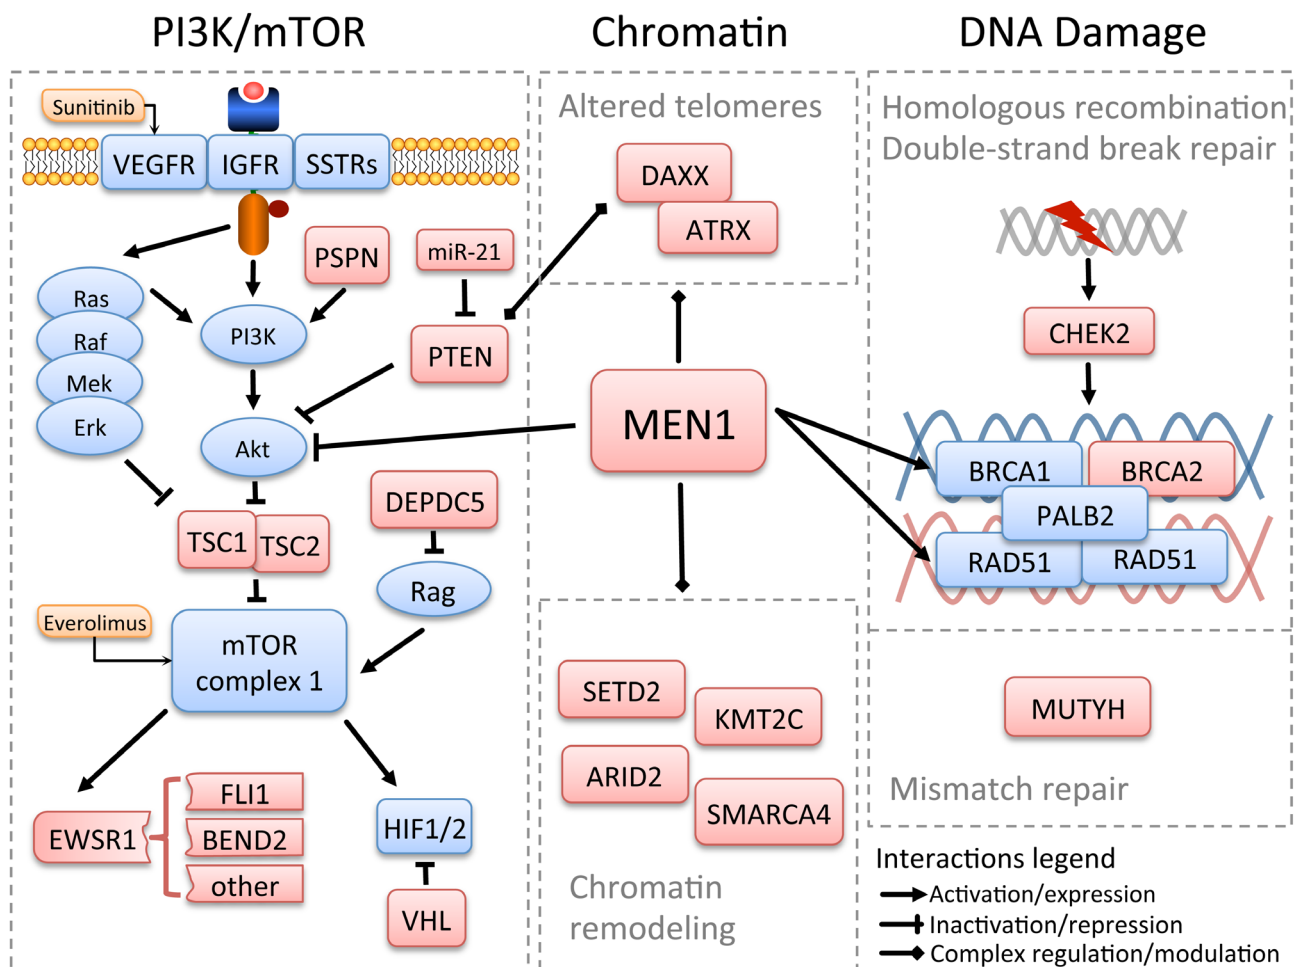 PI3K/mTOR
Chromatin
DNA Damage
Sunitinib
VEGFR
IGFR
SSTRs
PSPN
miR-21
Ras
Raf
Mek
Erk
PI3K
PTEN
Akt
DEPDC5
TSC1
TSC2
Rag
Everolimus
mTOR
complex 1
EWSR1
FLI1
BEND2
other
HIF1/2
VHL
Altered telomeres
DAXX
ATRX
MEN1
SETD2
KMT2C
ARID2
SMARCA4
Chromatin
remodeling
Homologous recombination
Double-strand break repair
CHEK2
BRCA1
BRCA2
PALB2
RAD51
RAD51
MUTYH
Mismatch repair
Interactions legend
Activation/expression
Inactivation/repression
Complex regulation/modulation